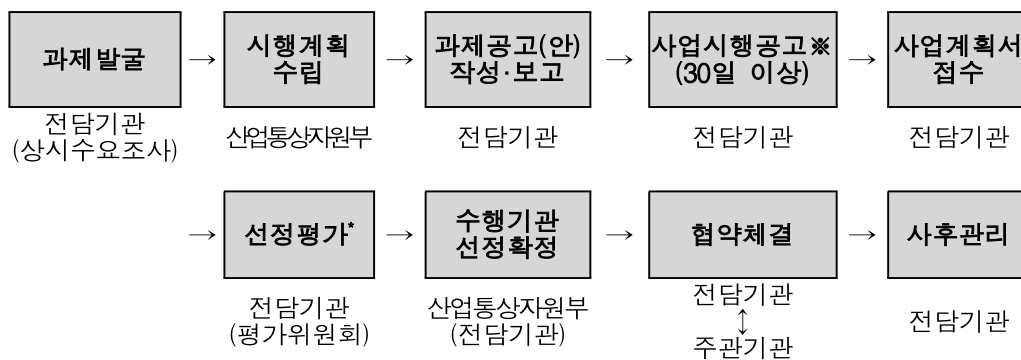 과제발굴 → 시행계획 수립 → 과제공고(안) 작성·보고 → 사업시행공고※ (30일 이상) → 사업계획서 접수
전담기관 (상시수요조사)
산업통상자원부
전담기관
전담기관
전담기관
→ 선정평가* → 수행기관 선정확정 → 협약체결 → 사후관리
전담기관 (평가위원회)
산업통상자원부 (전담기관)
전담기관
↕
주관기관
전담기관